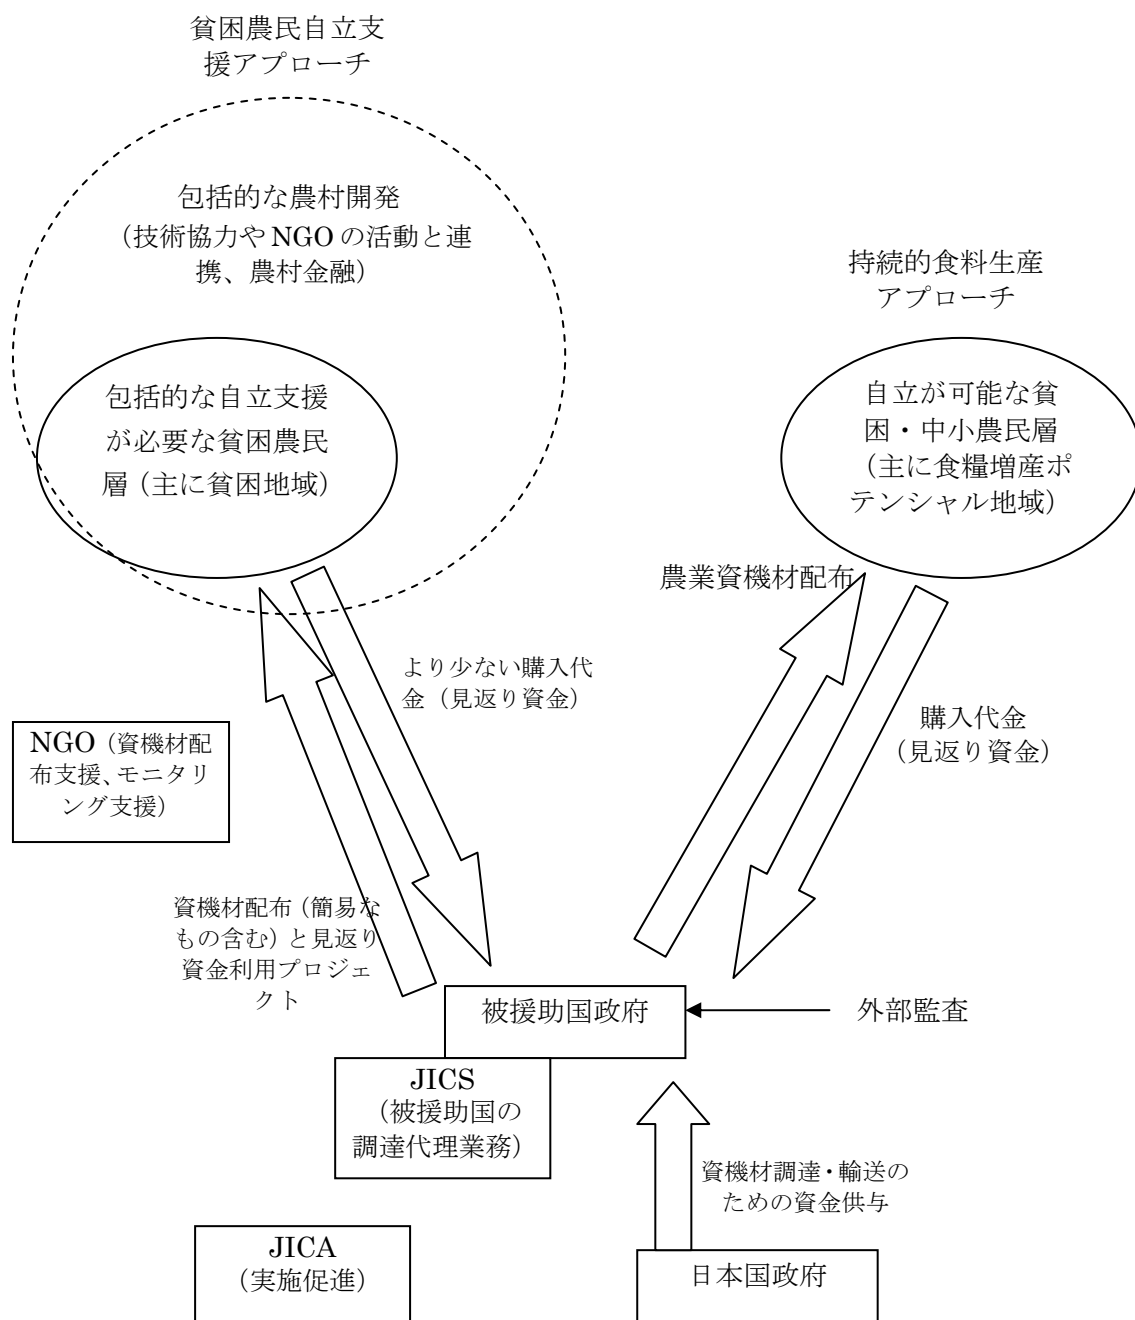 貧困農民自立支
援アプローチ
包括的な農村開発
（技術協力や NGO の活動と連
携、農村金融）
持続的食料生産
アプローチ
包括的な自立支援
が必要な貧困農民
層（主に貧困地域）
自立が可能な貧
困・中小農民層
（主に食糧増産ポ
テンシャル地域）
農業資機材配布
より少ない購入代
金（見返り資金）
購入代金
（見返り資金）
NGO（資機材配
布支援、モニタリ
ング支援）
資機材配布（簡易な
もの含む）と見返り
資金利用プロジェ
クト
被援助国政府
外部監査
JICS
（被援助国の
調達代理業務）
資機材調達・輸送の
ための資金供与
JICA
（実施促進）
日本国政府